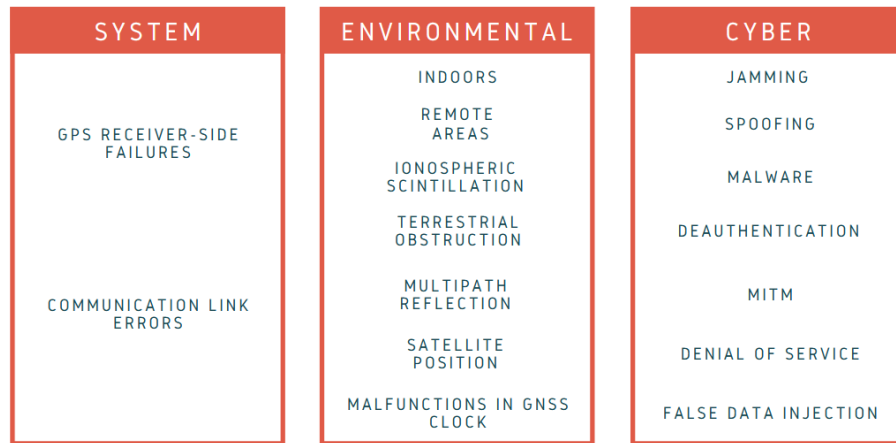 SYSTEM
GPS RECEIVER-SIDE
FAILURES
COMMUNICATION LINK
ERRORS
ENVIRONMENTAL
INDOORS
REMOTE
AREAS
IONOSPHERIC
SCINTILLATION
TERRESTRIAL
OBSTRUCTION
MULTIPATH
REFLECTION
SATELLITE
POSITION
MALFUNCTIONS IN GNSS
CLOCK
CYBER
JAMMING
SPOOFING
MALWARE
DEAUTHENTICATION
MITM
DENIAL OF SERVICE
FALSE DATA INJECTION